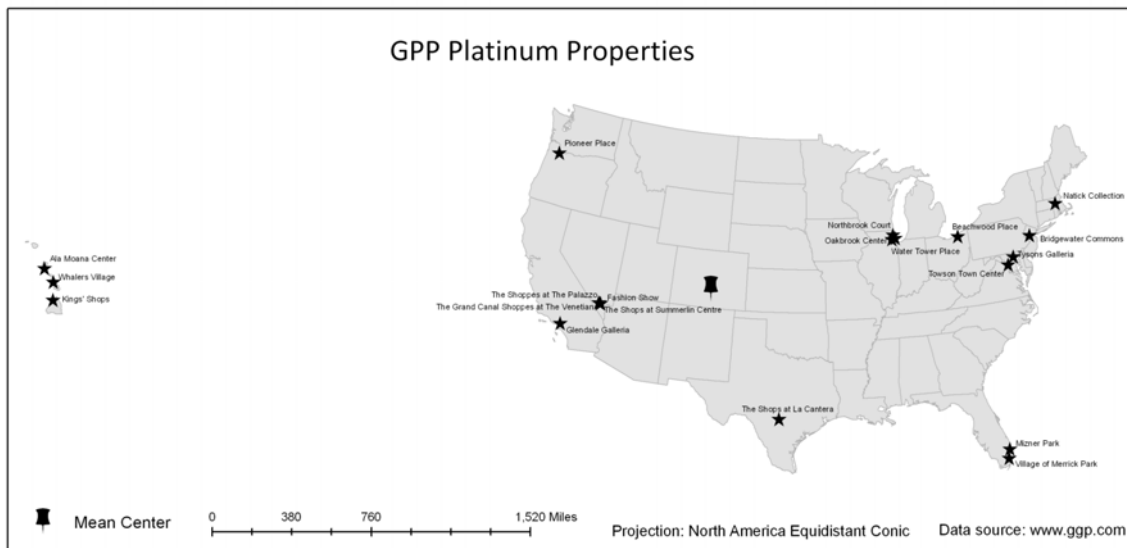 GPP Platinum Properties
Pioneer Place
Natick Collection
Northbrook Court
Beachwood Place
Bridgewater Commons
Oakbrook Center
Water Tower Place
Tysons Galleria
Towson Town Center
Ala Moana Center
Whalers Village
Kings' Shops
The Shoppes at The Palazzo
Fashion Show
The Grand Canal Shoppes at The Venetian
The Shops at Summerlin Centre
Glendale Galleria
The Shops at La Cantera
Mizner Park
Village of Merrick Park
Mean Center
0 380 760 1,520 Miles
Projection: North America Equidistant Conic
Data source: www.ggp.com